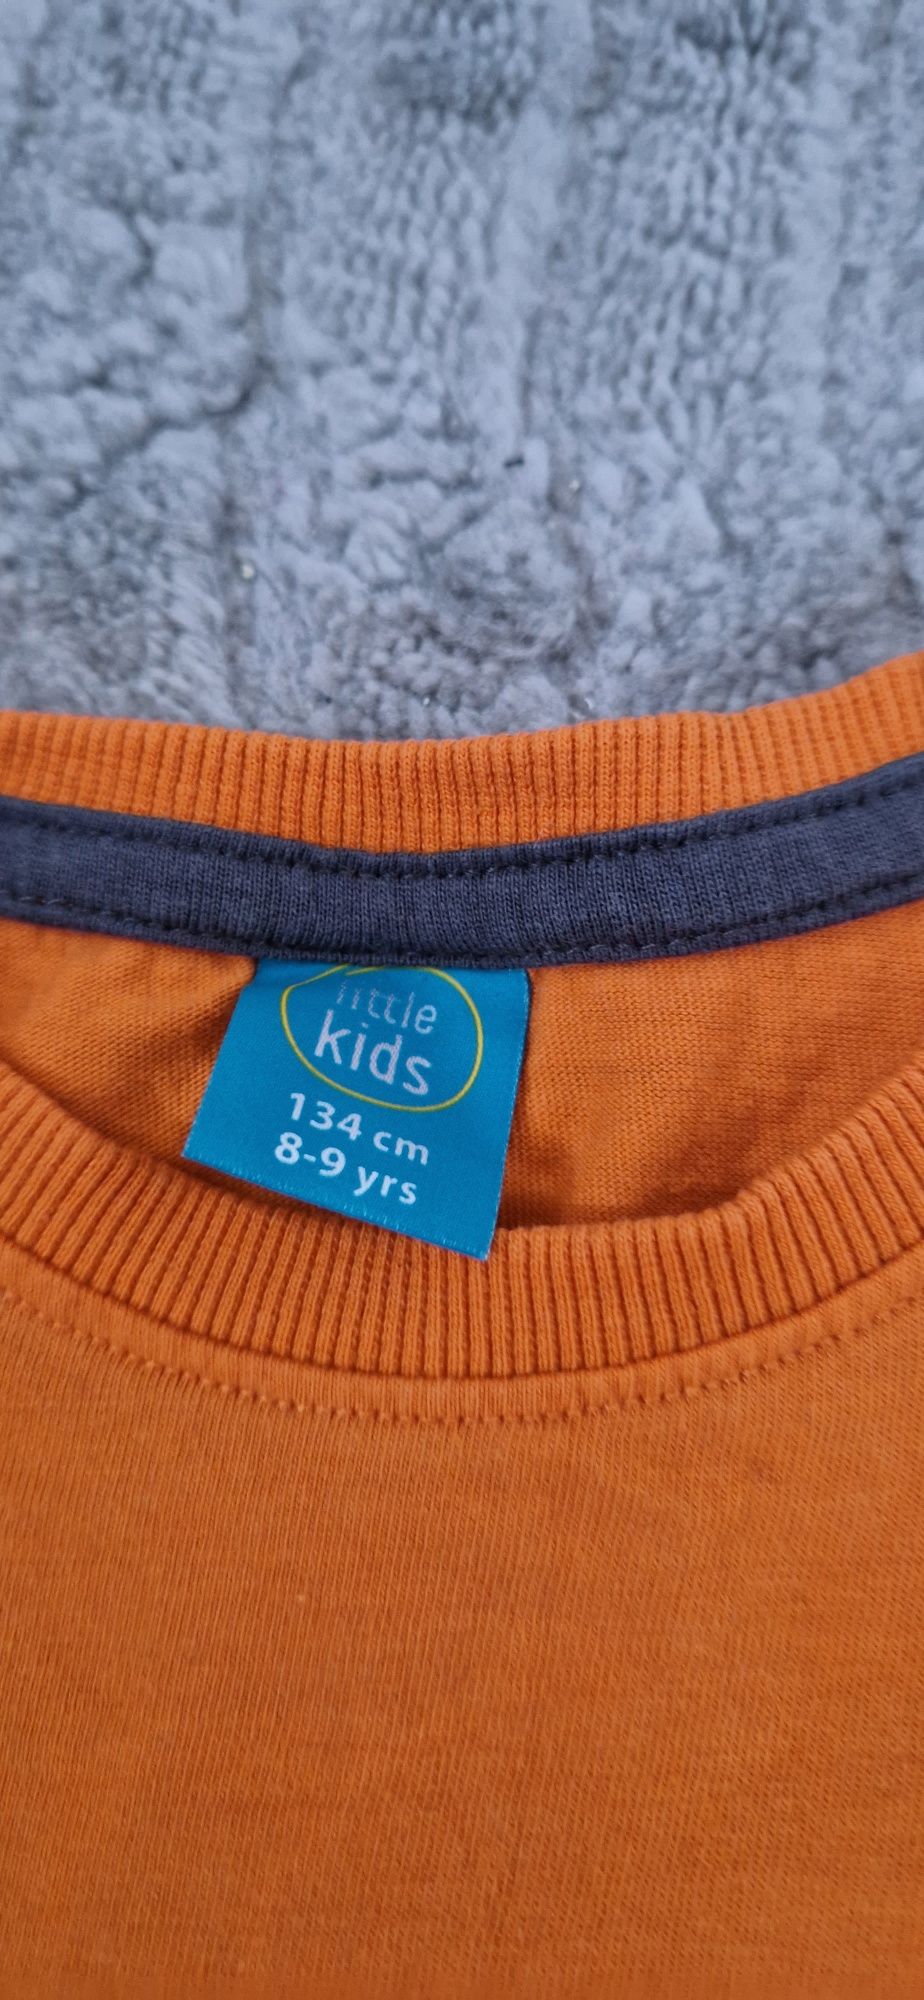 little
kids
134 cm
8-9 yrs